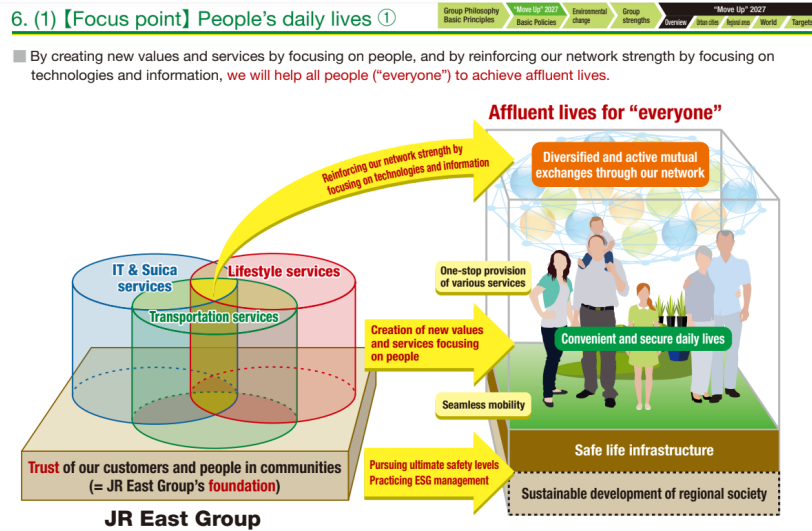 6. (1)【Focus point】People's daily lives ①
Group Philosophy
Basic Principles
"Move Up" 2027
Basic Policies
Environmental
change
Group
strengths
"Move Up" 2027
Overview
Urban cities
Regional areas
World
Targets
By creating new values and services by focusing on people, and by reinforcing our network strength by focusing on
technologies and information, we will help all people ("everyone") to achieve affluent lives.
Affluent lives for "everyone"
Reinforcing our network strength by
focusing on technologies and information
Diversified and active mutual
exchanges through our network
IT & Suica
services
Lifestyle services
Transportation services
One-stop provision
of various services
Creation of new values
and services focusing
on people
Convenient and secure daily lives
Seamless mobility
Safe life infrastructure
Trust of our customers and people in communities
(= JR East Group's foundation)
Pursuing ultimate safety levels
Practicing ESG management
Sustainable development of regional society
JR East Group